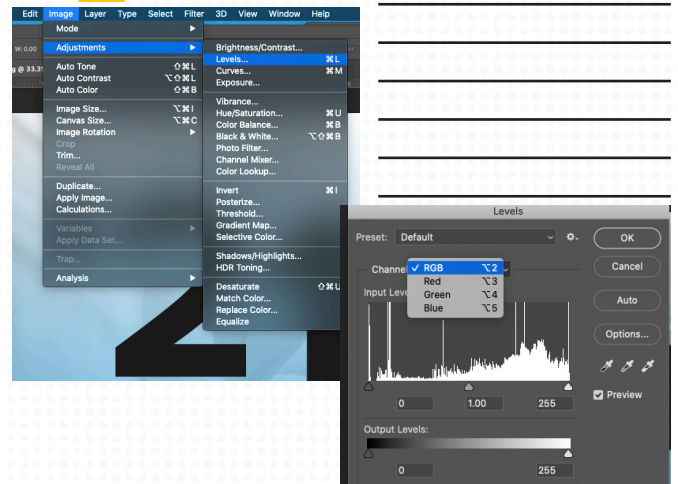 Edit Image Layer Type Select Filter 3D View Window Help
W: 0.00
@ 33.3
Mode
Adjustments
Auto Tone ⇧⌘L
Auto Contrast ⌥⇧⌘L
Auto Color ⇧⌘B
Image Size... ⌥⌘I
Canvas Size... ⌥⌘C
Image Rotation
Crop
Trim...
Reveal All
Duplicate...
Apply Image...
Calculations...
Variables
Apply Data Set...
Trap...
Analysis
Brightness/Contrast...
Levels... ⌘L
Curves... ⌘M
Exposure...
Vibrance...
Hue/Saturation... ⌘U
Color Balance... ⌘B
Black & White... ⌥⇧⌘B
Photo Filter...
Channel Mixer...
Color Lookup...
Invert ⌘I
Posterize...
Threshold...
Gradient Map...
Selective Color...
Shadows/Highlights...
HDR Toning...
Desaturate ⇧⌘U
Match Color...
Replace Color...
Equalize
Levels
Preset: Default
OK
Channe
✓ RGB ⌥2
Red ⌥3
Green ⌥4
Blue ⌥5
Cancel
Input Leve
Auto
Options...
0 1.00 255
Preview
Output Levels:
0 255